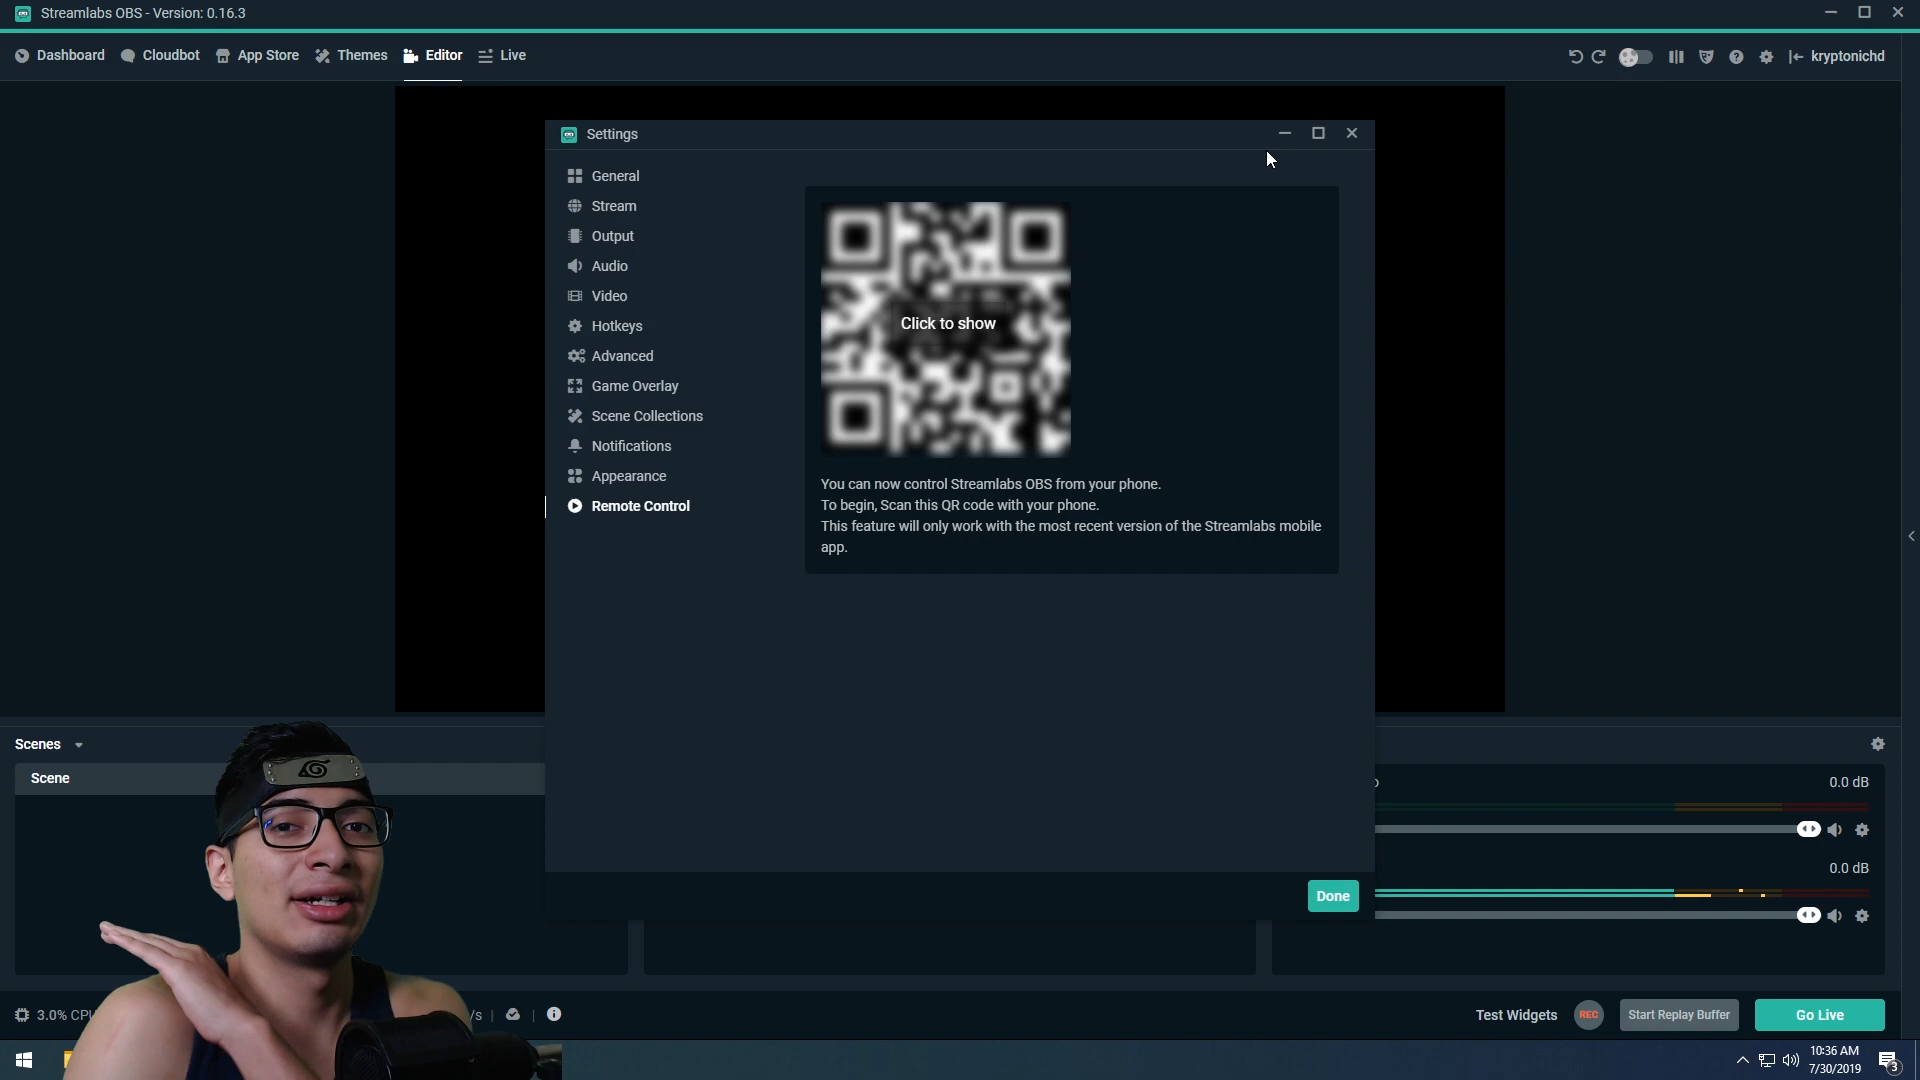 Streamlabs OBS - Version: 0.16.3
Dashboard Cloudbot App Store Themes Editor Live
kryptonichd
Settings
General
Stream
Output
Audio
Video
Hotkeys
Advanced
Game Overlay
Scene Collections
Notifications
Appearance
Remote Control
Click to show
You can now control Streamlabs OBS from your phone.
To begin, Scan this QR code with your phone.
This feature will only work with the most recent version of the Streamlabs mobile
app.
Done
Scenes
Scene
0.0 dB
0.0 dB
3.0% CPU
/s
Test Widgets REC Start Replay Buffer Go Live
10:36 AM
7/30/2019
3